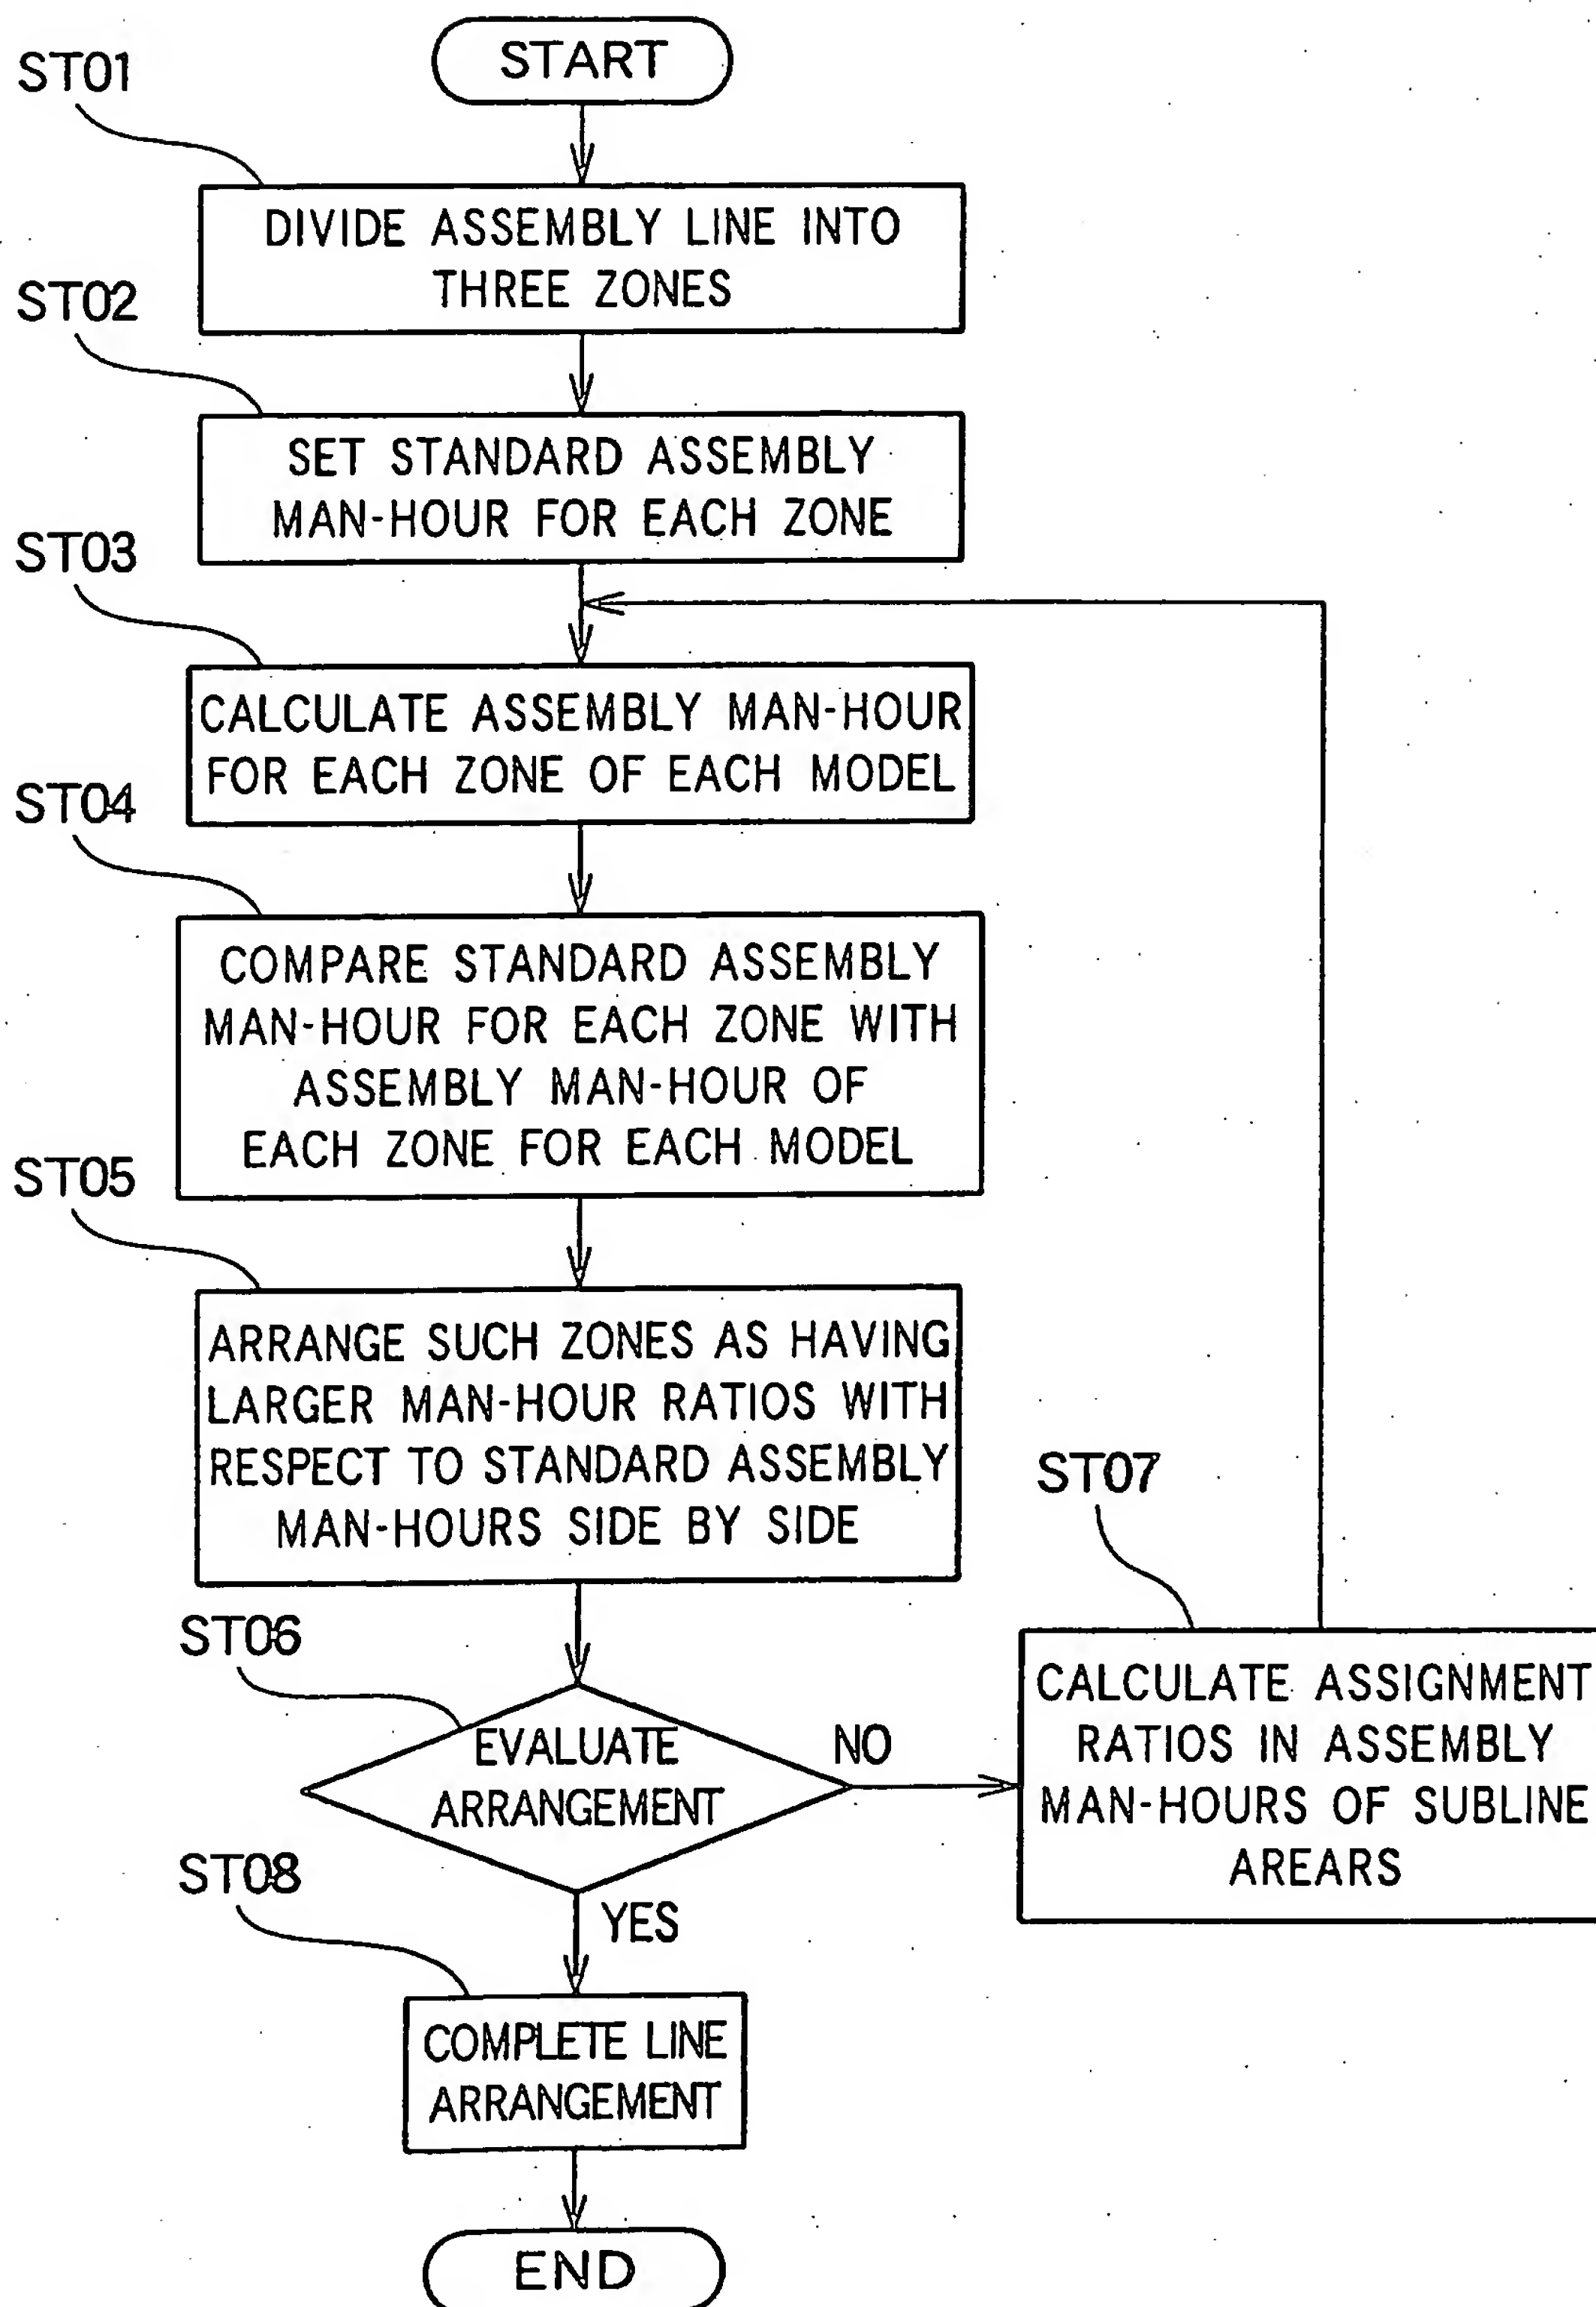 START
ST01
DIVIDE ASSEMBLY LINE INTO
THREE ZONES
ST02
SET STANDARD ASSEMBLY
MAN-HOUR FOR EACH ZONE
ST03
CALCULATE ASSEMBLY MAN-HOUR
FOR EACH ZONE OF EACH MODEL
ST04
COMPARE STANDARD ASSEMBLY
MAN-HOUR FOR EACH ZONE WITH
ASSEMBLY MAN-HOUR OF
EACH ZONE FOR EACH MODEL
ST05
ARRANGE SUCH ZONES AS HAVING
LARGER MAN-HOUR RATIOS WITH
RESPECT TO STANDARD ASSEMBLY
MAN-HOURS SIDE BY SIDE
ST06
EVALUATE
ARRANGEMENT
NO
ST07
CALCULATE ASSIGNMENT
RATIOS IN ASSEMBLY
MAN-HOURS OF SUBLINE
AREARS
YES
ST08
COMPLETE LINE
ARRANGEMENT
END